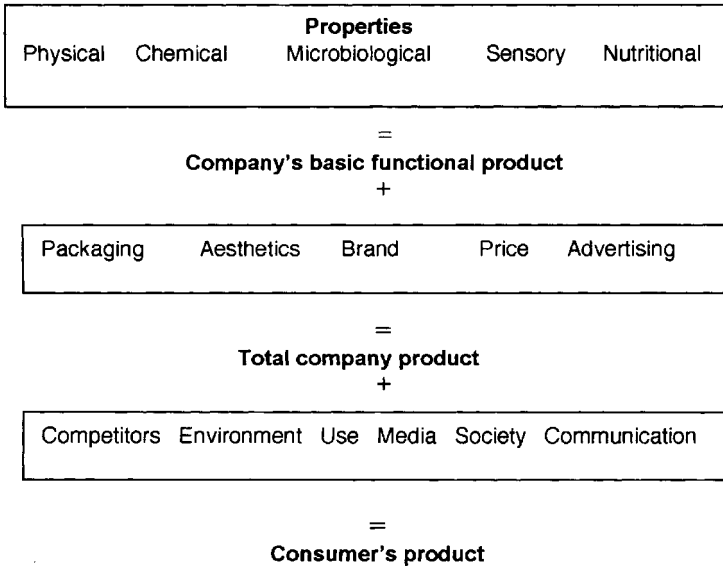 Properties
Physical Chemical Microbiological Sensory Nutritional
=
Company's basic functional product
+
Packaging Aesthetics Brand Price Advertising
=
Total company product
+
Competitors Environment Use Media Society Communication
=
Consumer's product